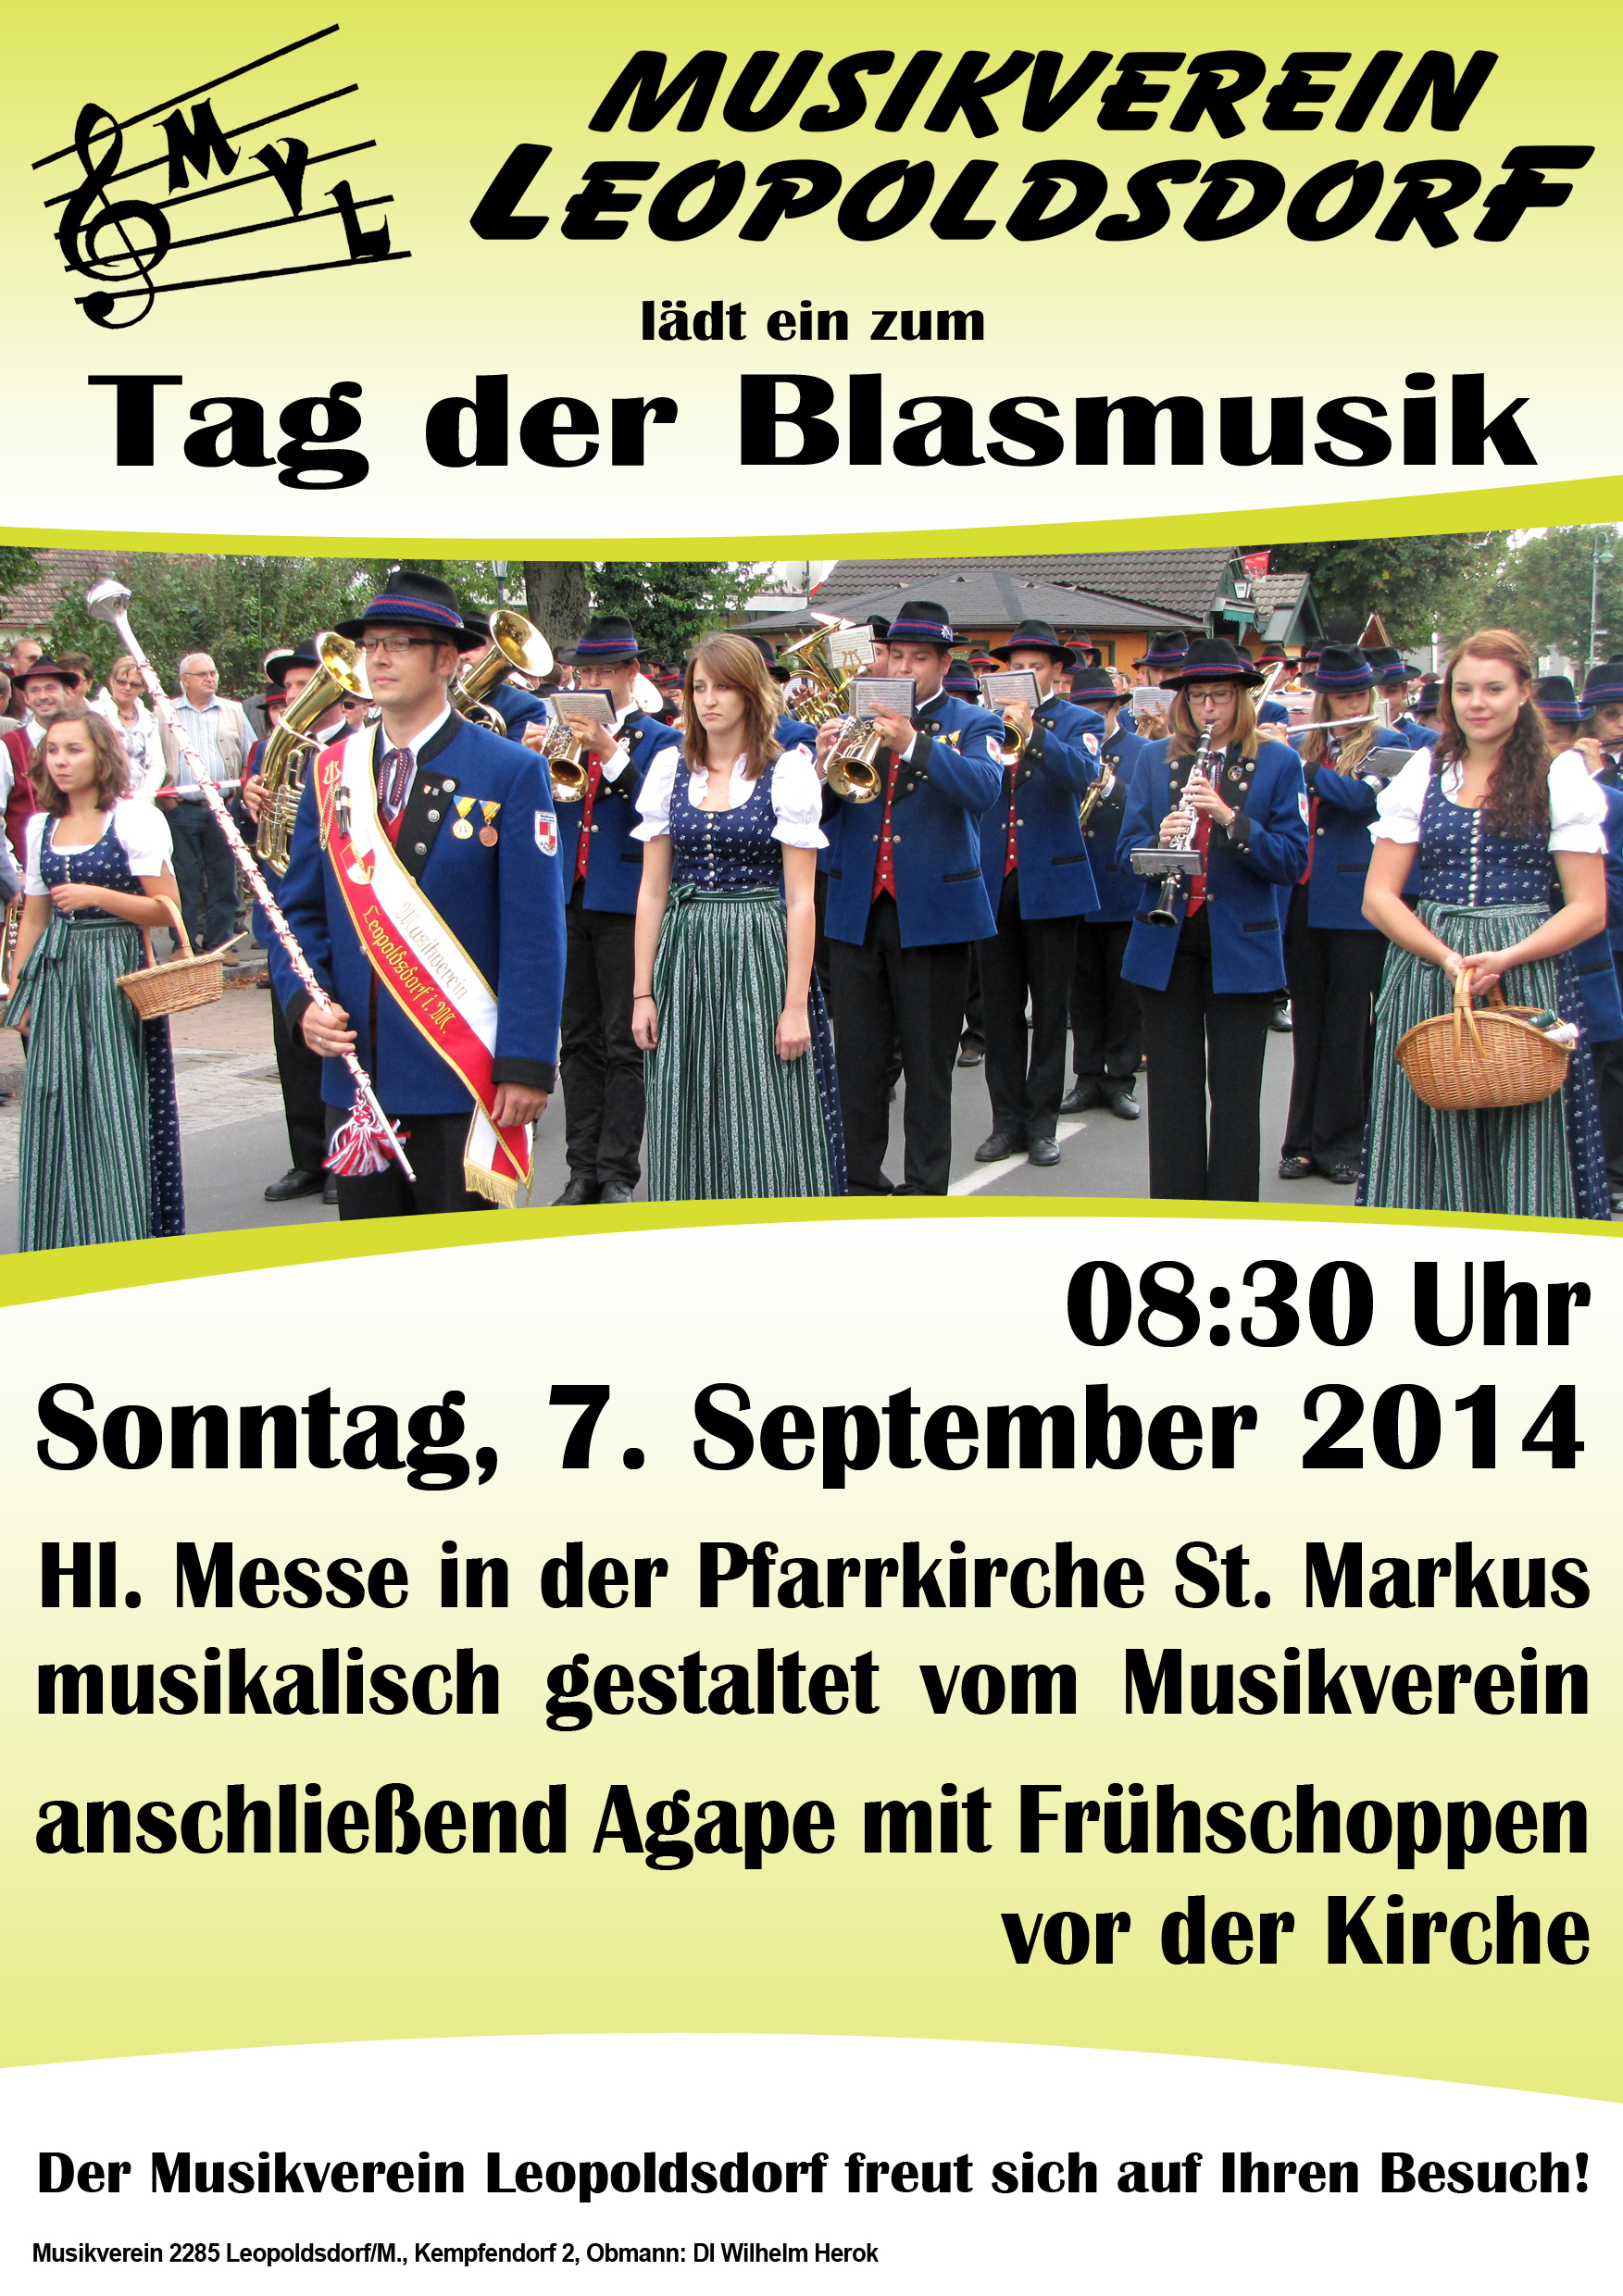 M V L
MUSIKVEREIN
LEOPOLDSDORF
lädt ein zum
Tag der Blasmusik
Musikverein
Leopoldsdorf i. M.
08:30 Uhr
Sonntag, 7. September 2014
Hl. Messe in der Pfarrkirche St. Markus
musikalisch gestaltet vom Musikverein
anschließend Agape mit Frühschoppen
vor der Kirche
Der Musikverein Leopoldsdorf freut sich auf Ihren Besuch!
Musikverein 2285 Leopoldsdorf/M., Kempfendorf 2, Obmann: DI Wilhelm Herok